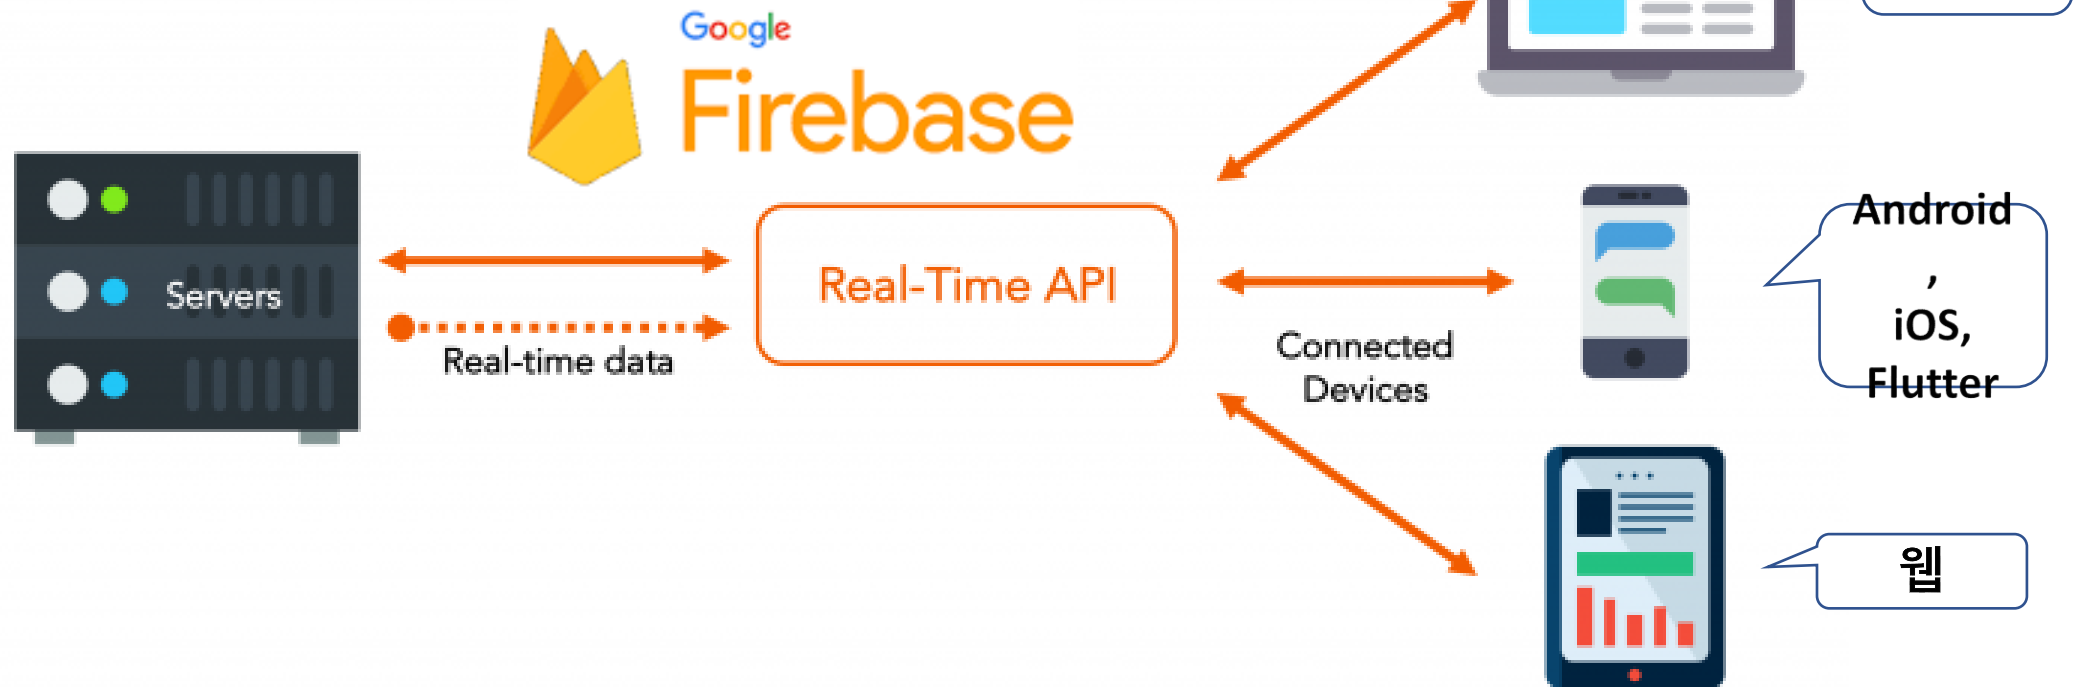 Google
Firebase
Servers
Real-time data
Real-Time API
Connected
Devices
Android
,
iOS,
Flutter
웹